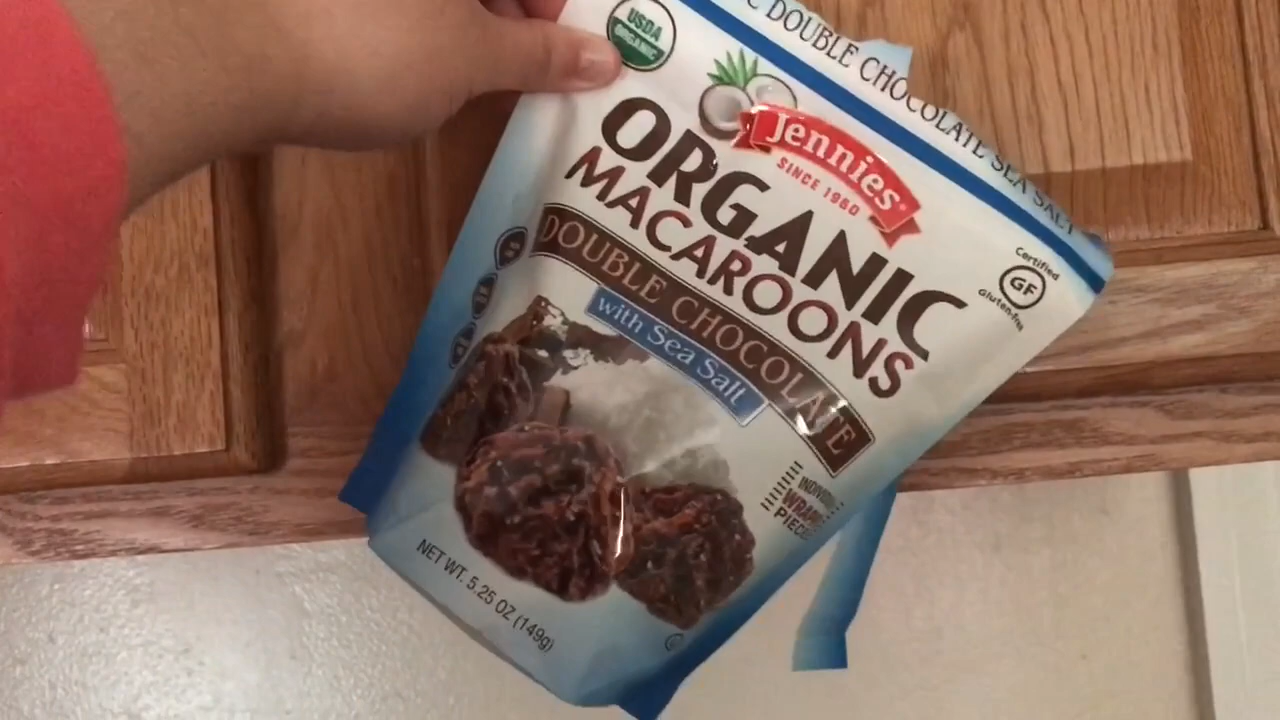 C DOUBLE CHOCOLATE SEA SALT
USDA
ORGANIC
Jennies®
SINCE 1960
ORGANIC
MACAROONS
DOUBLE CHOCOLATE
with Sea Salt
Certified
GF
Gluten-free
PIECES
NET WT. 5.25 OZ (149g)